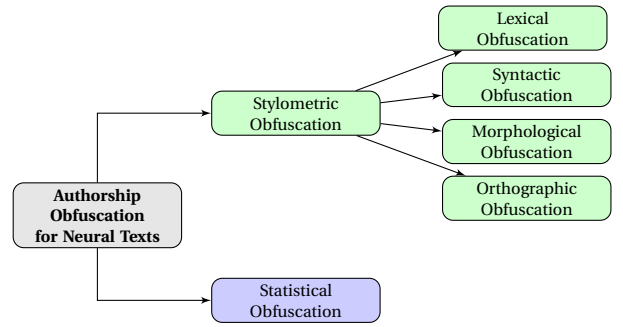 Lexical
Obfuscation
Syntactic
Obfuscation
Stylometric
Obfuscation
Morphological
Obfuscation
Orthographic
Obfuscation
Authorship
Obfuscation
for Neural Texts
Statistical
Obfuscation